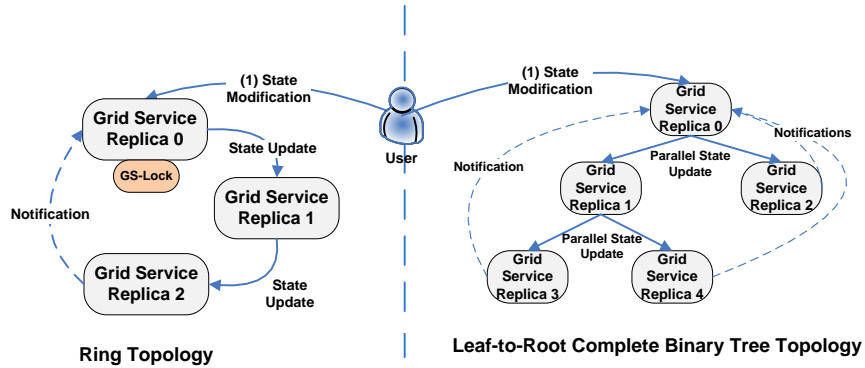 (1) State
Modification
Grid Service
Replica 0
GS-Lock
State Update
Grid Service
Replica 1
Notification
Grid Service
Replica 2
State
Update
Ring Topology
User
(1) State
Modification
Grid
Service
Replica 0
Notifications
Notification
Parallel State
Update
Grid
Service
Replica 1
Grid
Service
Replica 2
Parallel State
Update
Grid
Service
Replica 3
Grid
Service
Replica 4
Leaf-to-Root Complete Binary Tree Topology